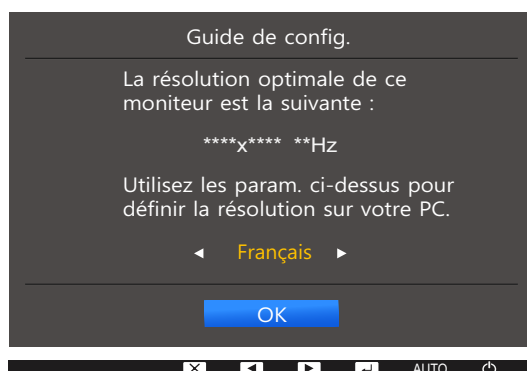 Guide de config.
La résolution optimale de ce
moniteur est la suivante :
****x**** **Hz
Utilisez les param. ci-dessus pour
définir la résolution sur votre PC.
Français
OK
AUTO